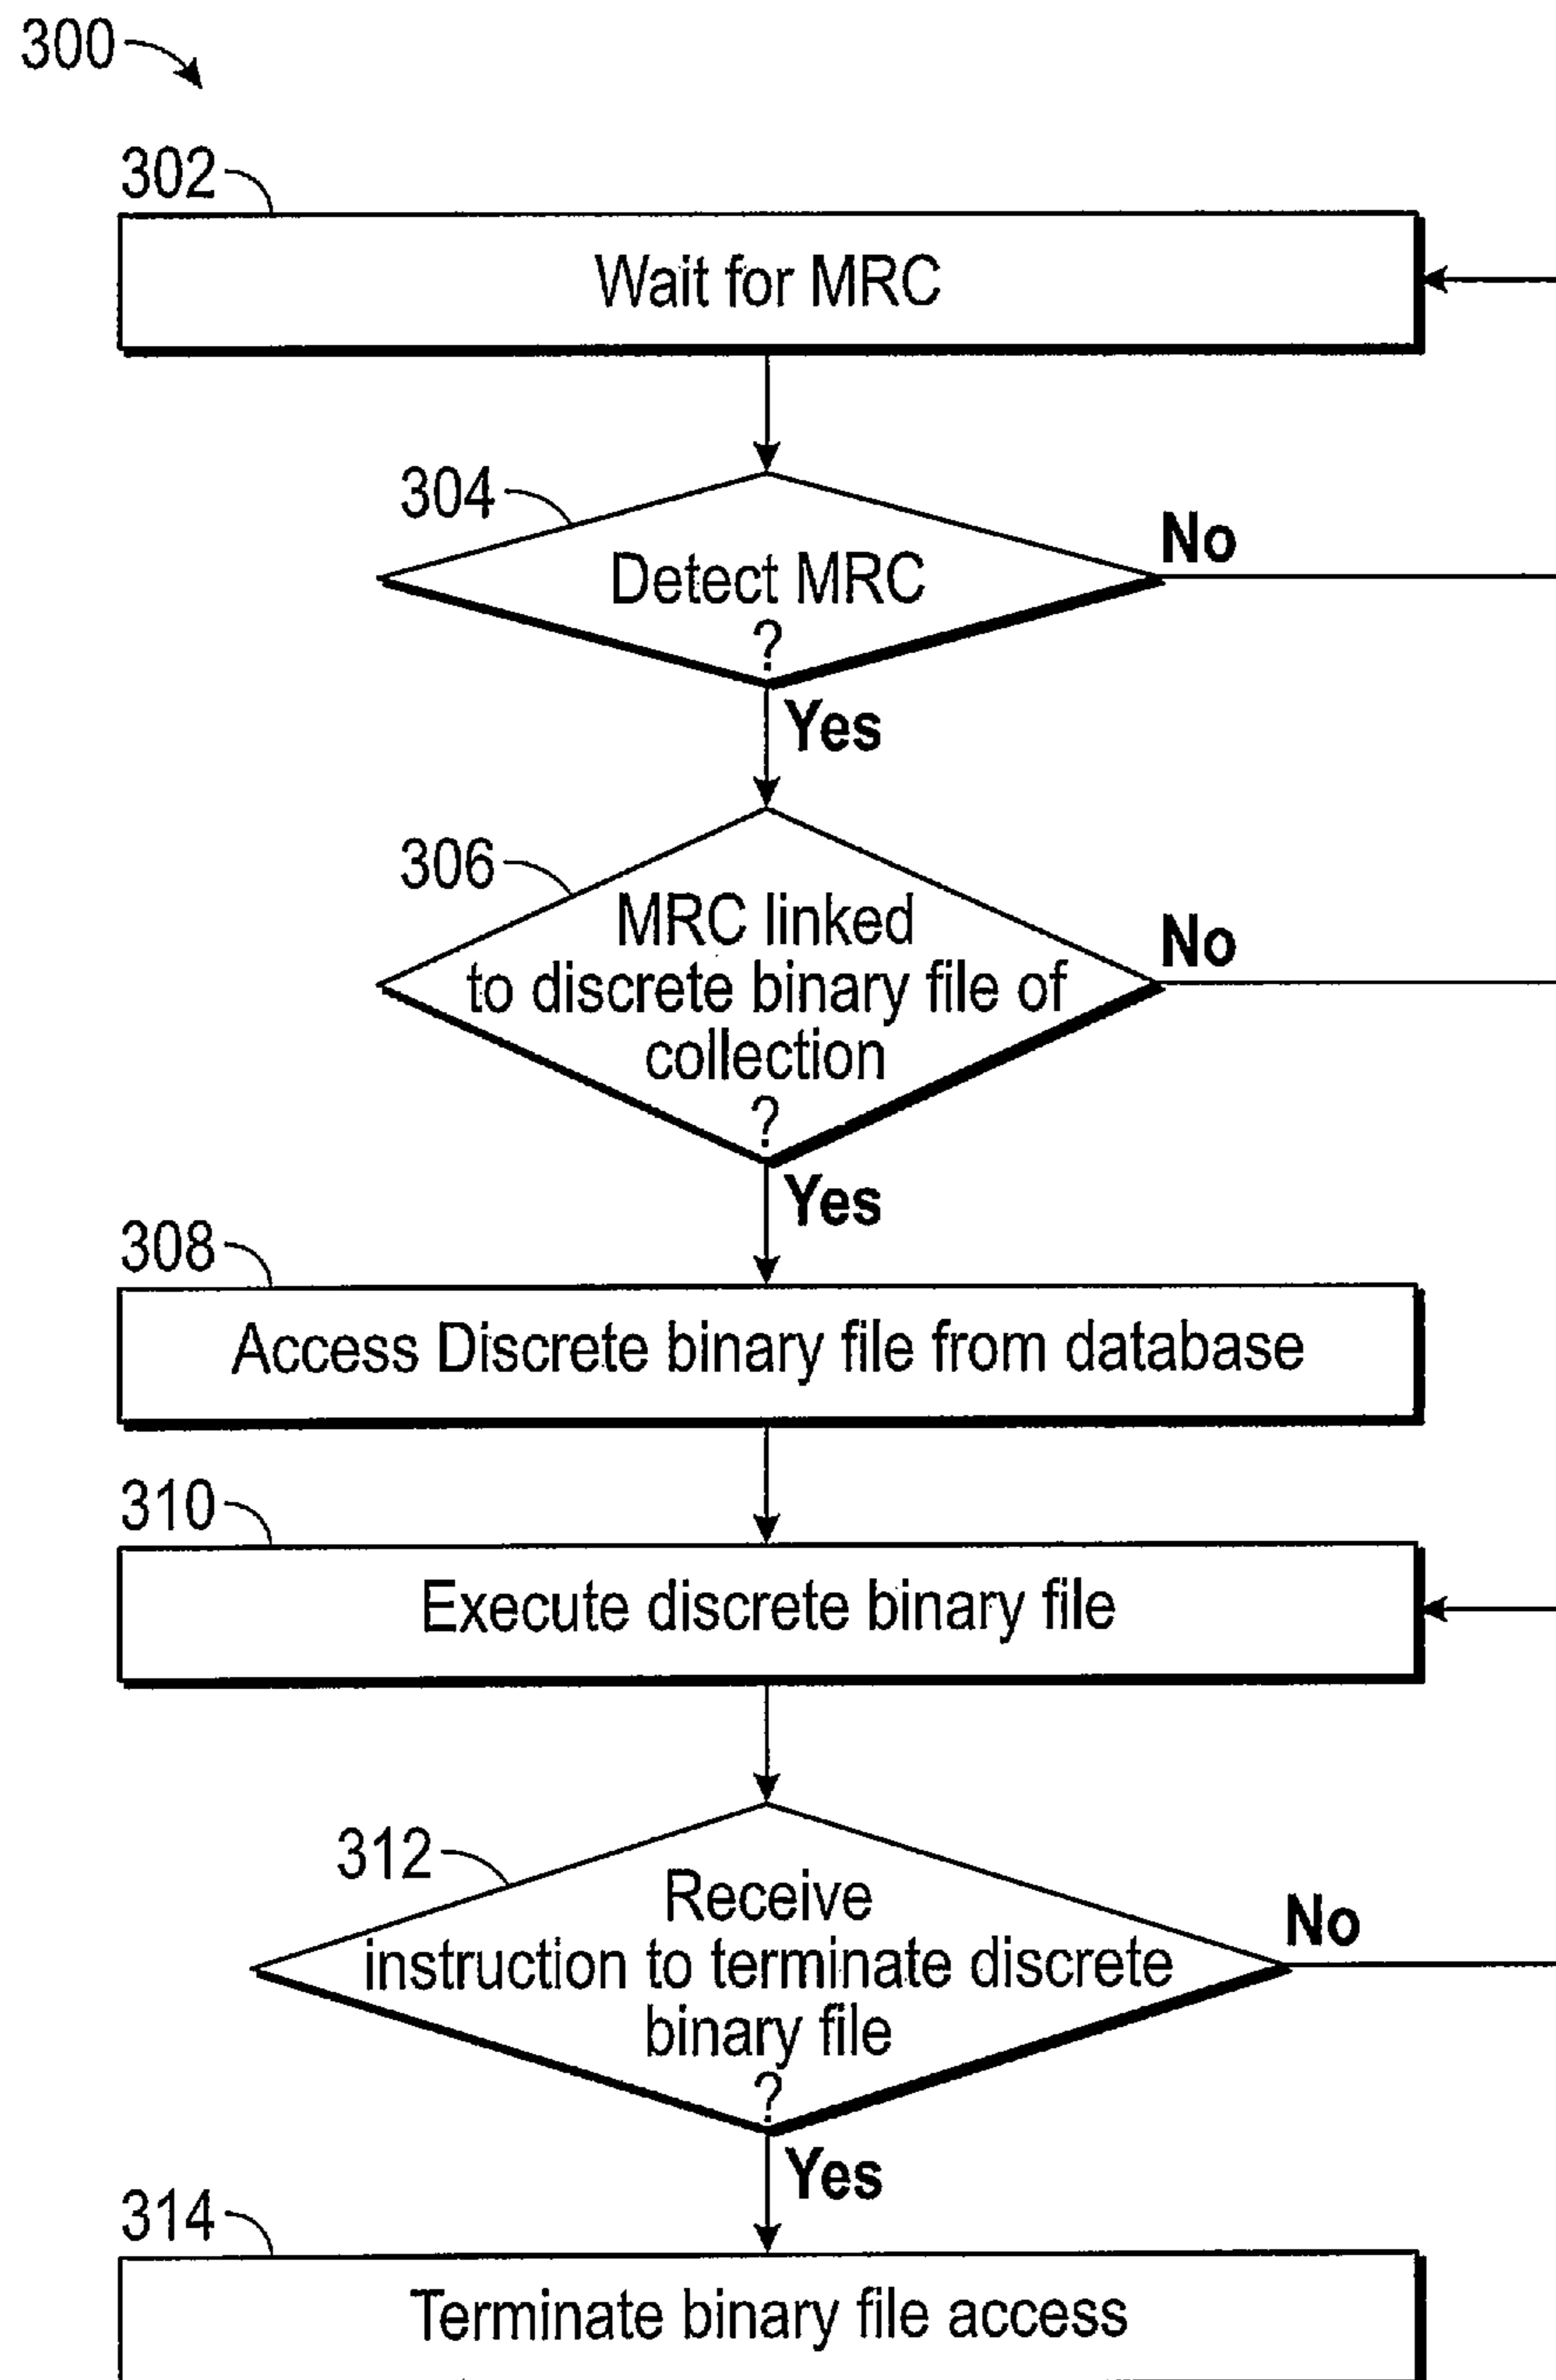 300
302
Wait for MRC
304
Detect MRC
?
No
Yes
306
MRC linked
to discrete binary file of
collection
?
No
Yes
308
Access Discrete binary file from database
310
Execute discrete binary file
312
Receive
instruction to terminate discrete
binary file
?
No
Yes
314
Terminate binary file access